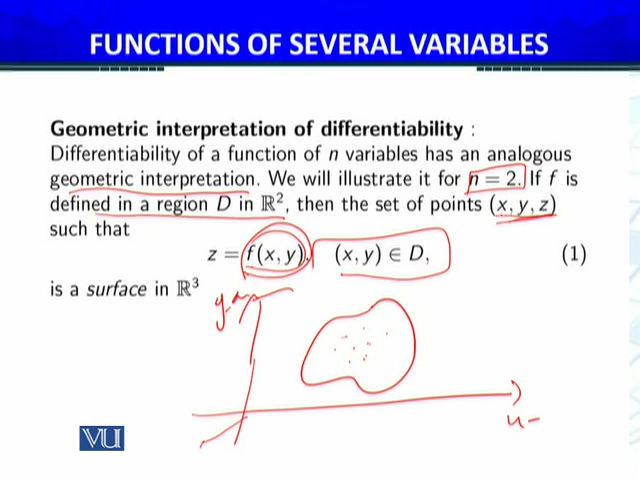 FUNCTIONS OF SEVERAL VARIABLES
Geometric interpretation of differentiability :
Differentiability of a function of n variables has an analogous
geometric interpretation. We will illustrate it for n = 2. If f is
defined in a region D in ℝ², then the set of points (x, y, z)
such that
z = f(x, y), (x, y) ∈ D, (1)
is a surface in ℝ³
VU